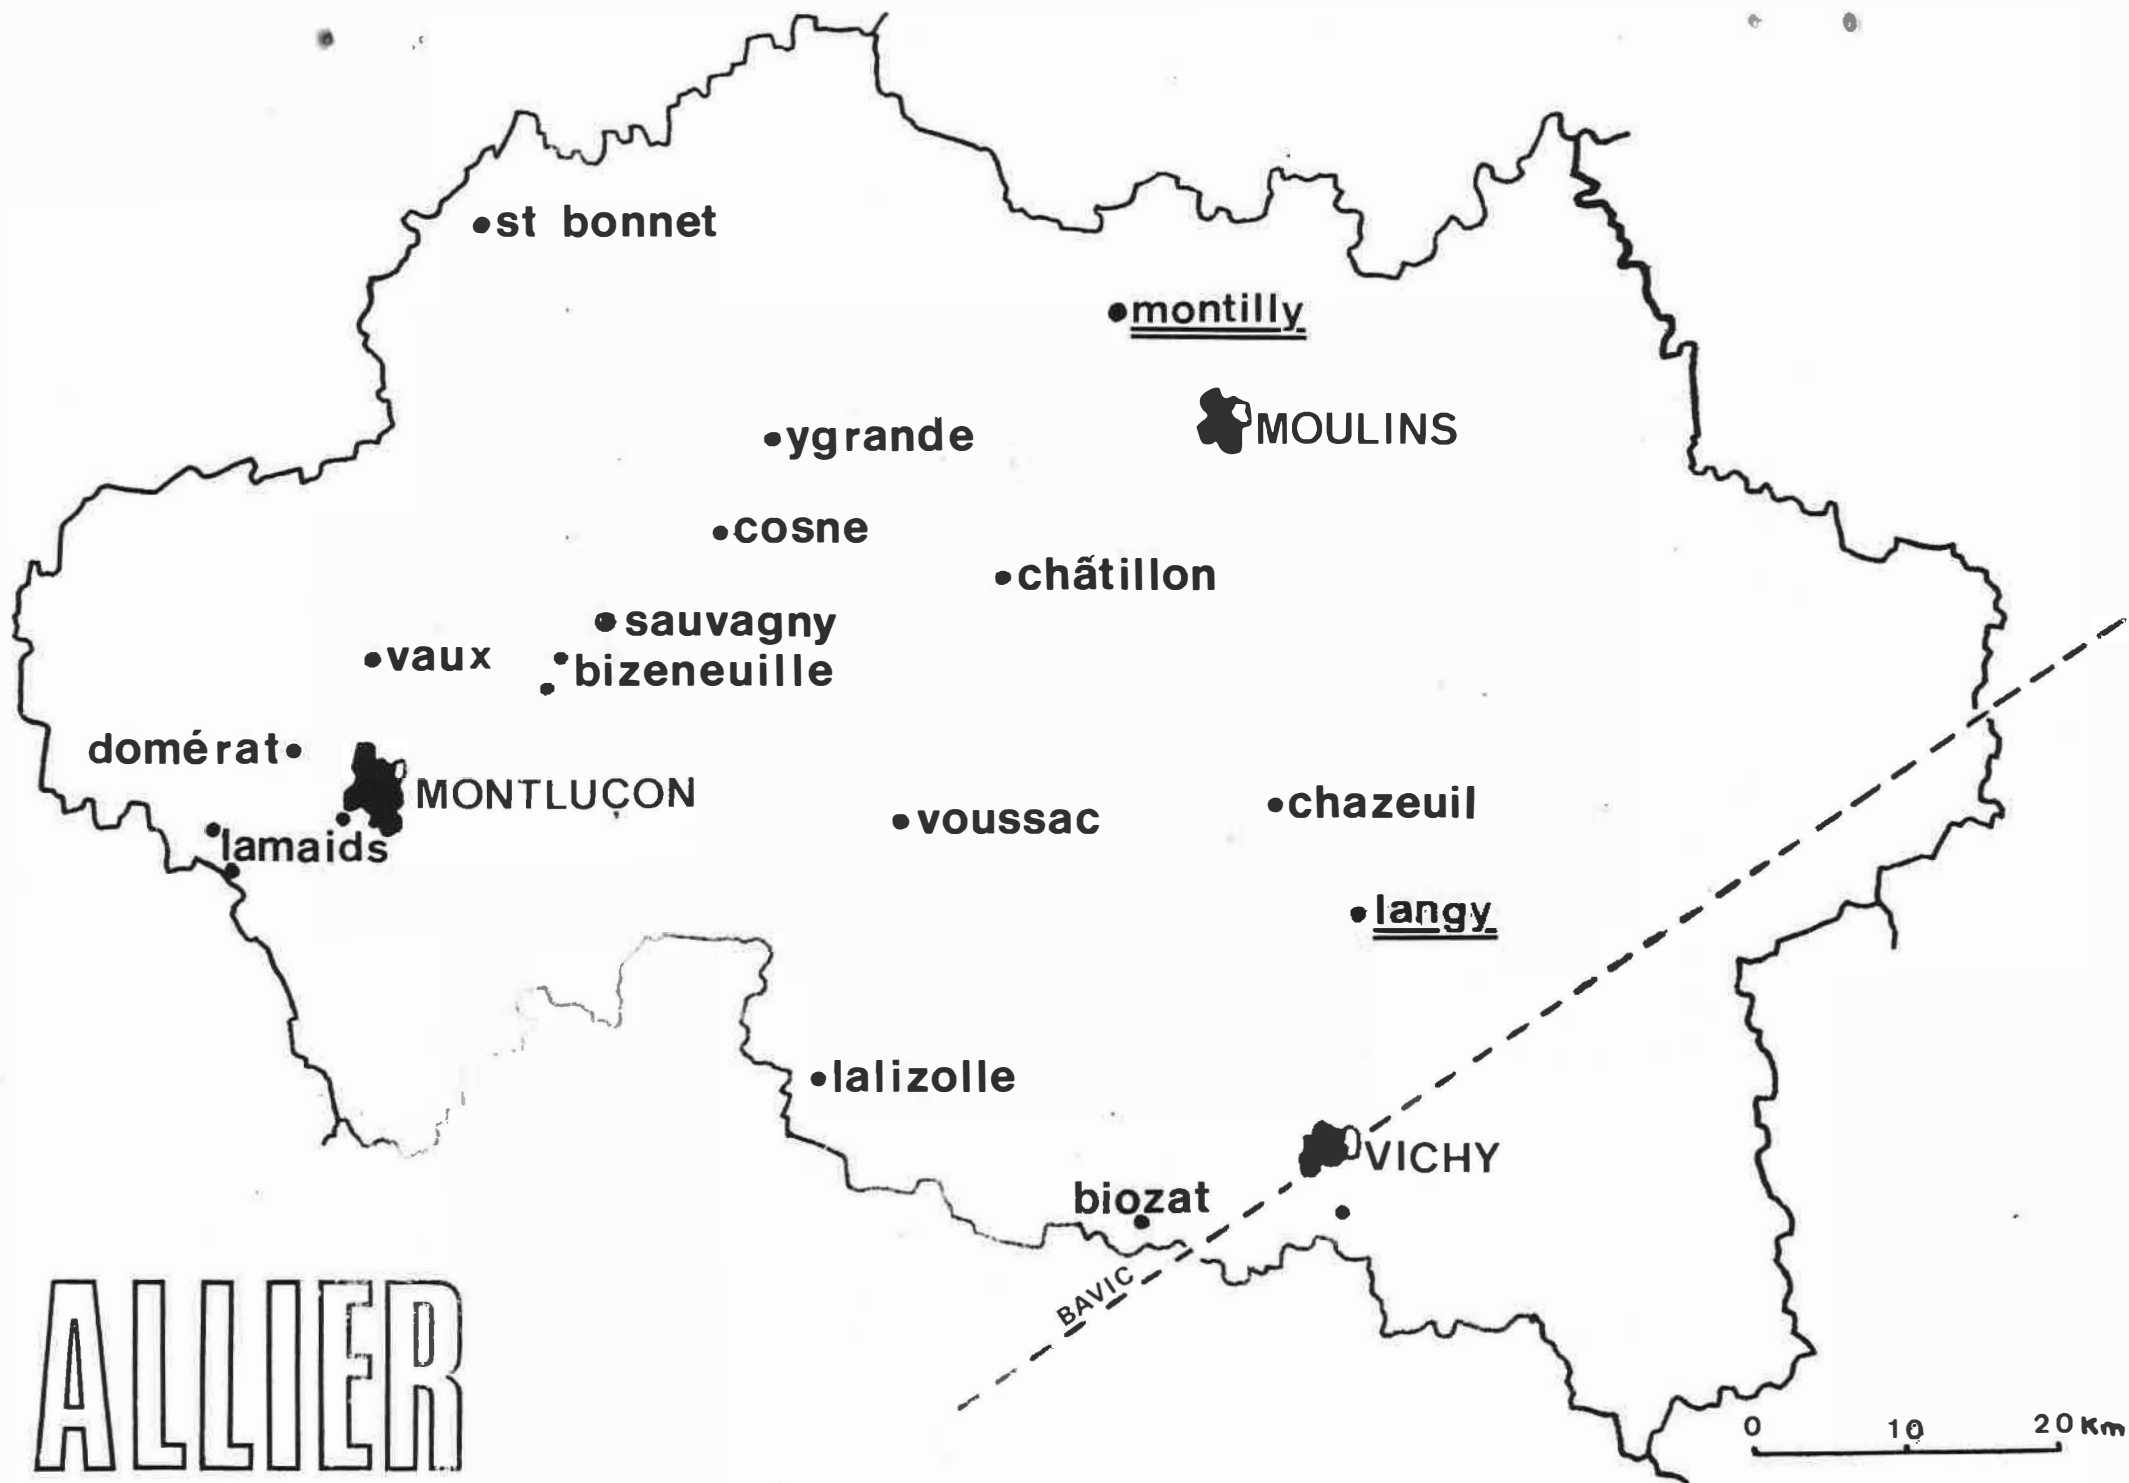 st bonnet
montilly
MOULINS
ygrande
cosne
chãtillon
sauvagny
vaux
bizeneuille
domérat
MONTLUÇON
chazeuil
voussac
lamaids
langy
lalizolle
VICHY
biozat
BAVIC
ALLIER
0 10 20 Km